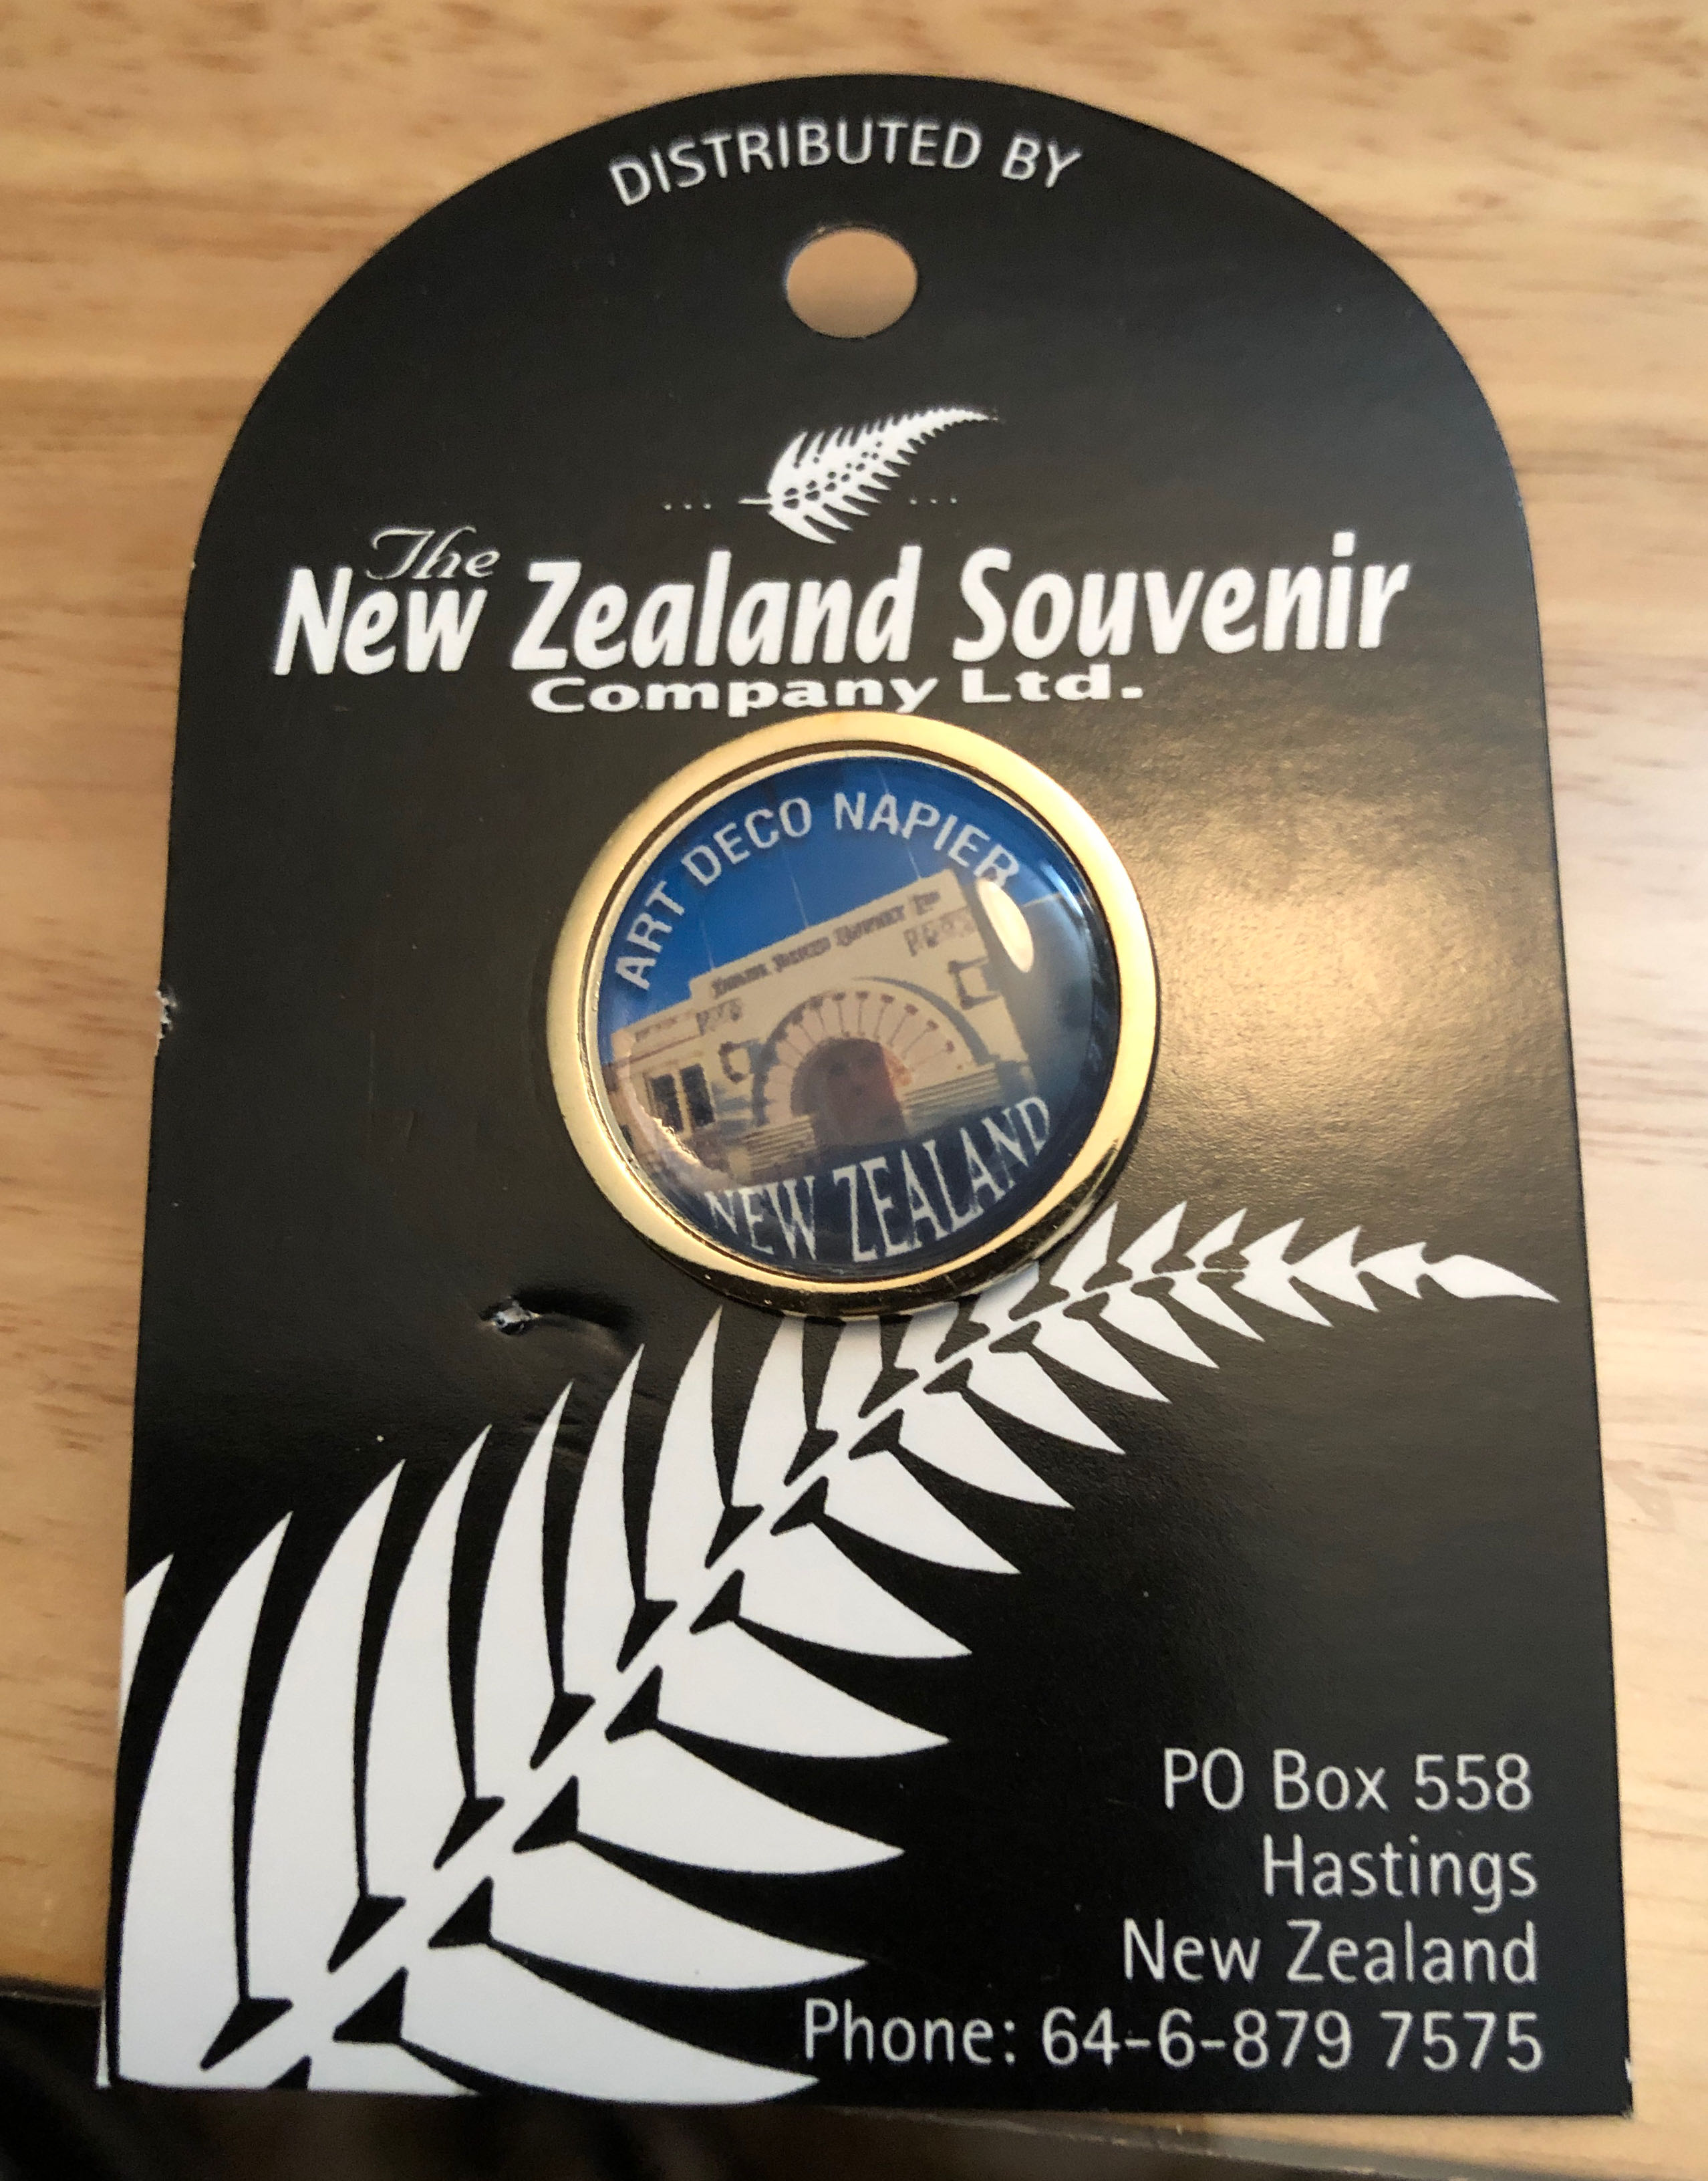 DISTRIBUTED BY
The
New Zealand Souvenir
Company Ltd.
ART DECO NAPIER
NEW ZEALAND
PO Box 558
Hastings
New Zealand
Phone: 64-6-879 7575